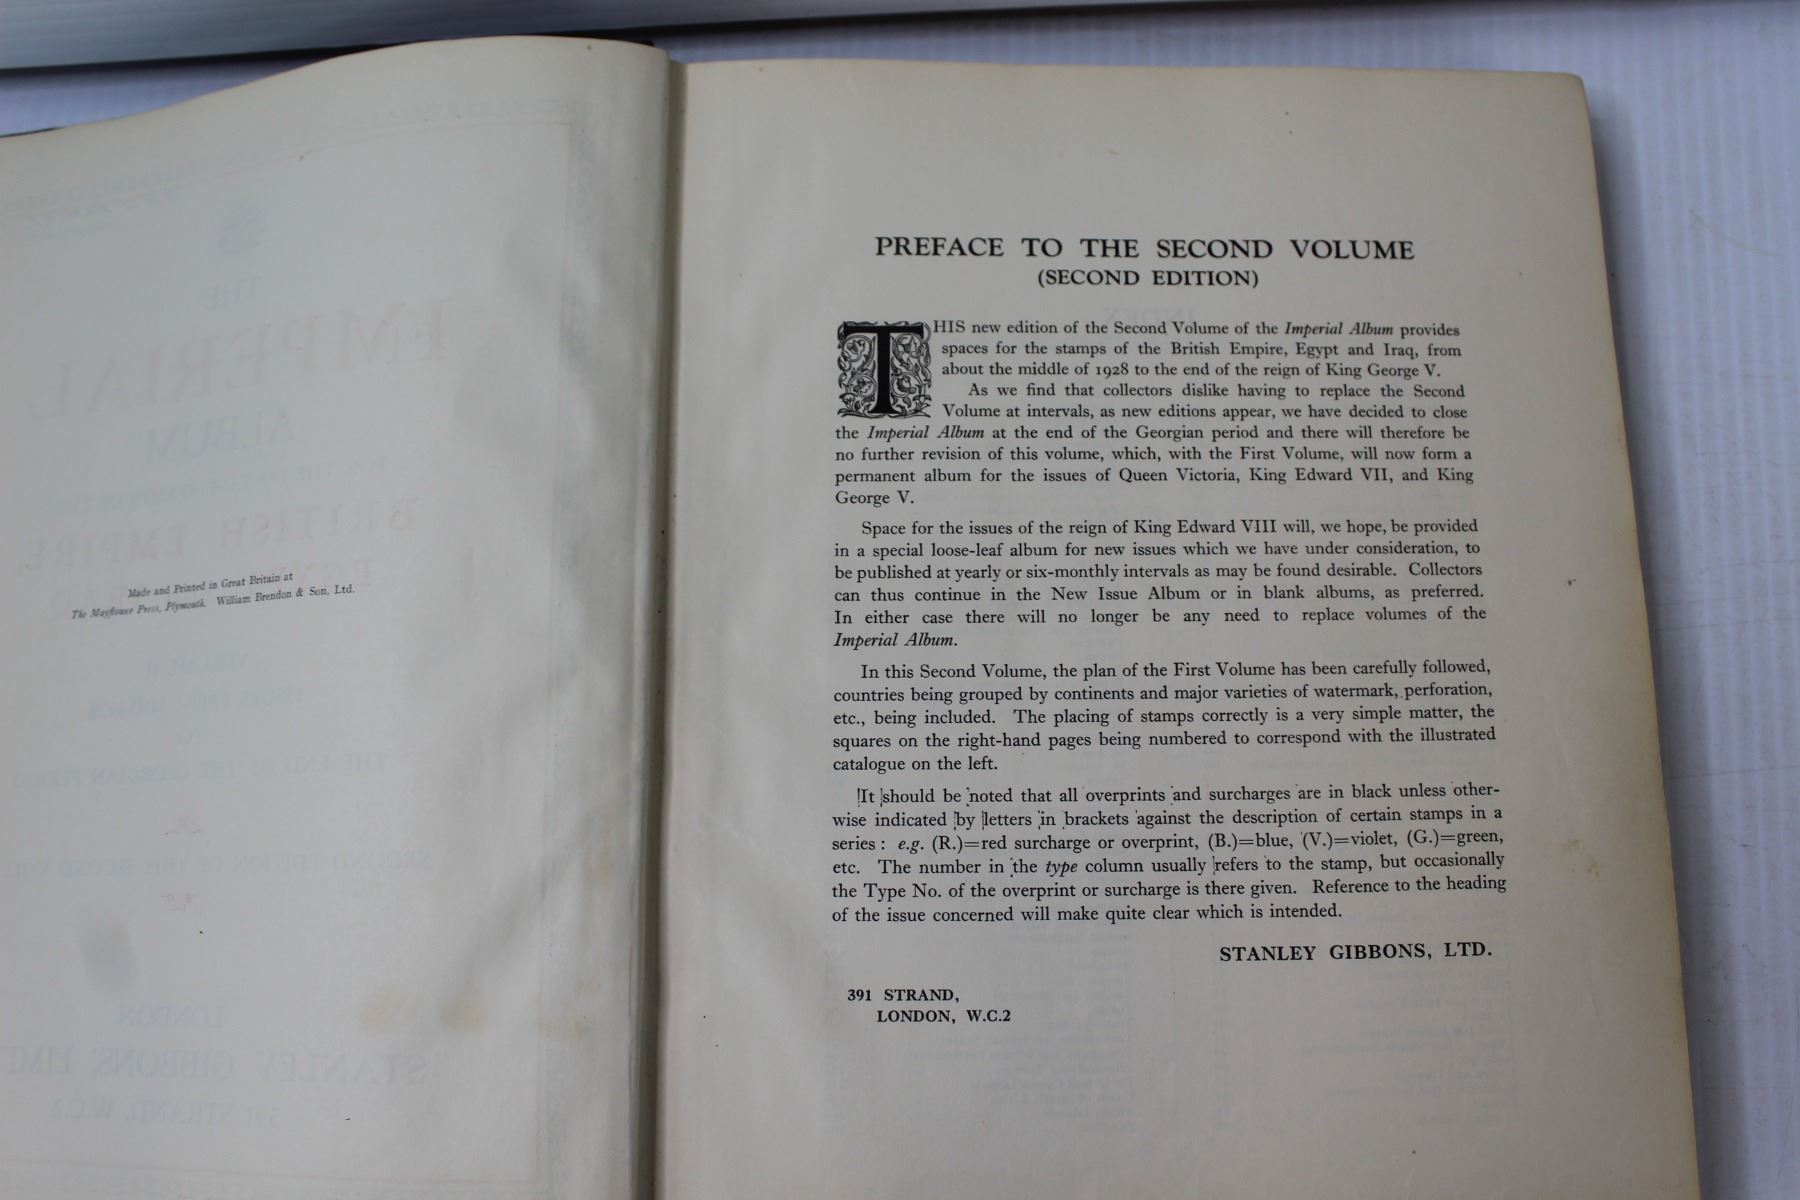 Made and Printed in Great Britain at
The Mayflower Press, Plymouth. William Brendon & Son, Ltd.
PREFACE TO THE SECOND VOLUME
(SECOND EDITION)
THIS new edition of the Second Volume of the Imperial Album provides
spaces for the stamps of the British Empire, Egypt and Iraq, from
about the middle of 1928 to the end of the reign of King George V.
As we find that collectors dislike having to replace the Second
Volume at intervals, as new editions appear, we have decided to close
the Imperial Album at the end of the Georgian period and there will therefore be
no further revision of this volume, which, with the First Volume, will now form a
permanent album for the issues of Queen Victoria, King Edward VII, and King
George V.
Space for the issues of the reign of King Edward VIII will, we hope, be provided
in a special loose-leaf album for new issues which we have under consideration, to
be published at yearly or six-monthly intervals as may be found desirable. Collectors
can thus continue in the New Issue Album or in blank albums, as preferred.
In either case there will no longer be any need to replace volumes of the
Imperial Album.
In this Second Volume, the plan of the First Volume has been carefully followed,
countries being grouped by continents and major varieties of watermark, perforation,
etc., being included. The placing of stamps correctly is a very simple matter, the
squares on the right-hand pages being numbered to correspond with the illustrated
catalogue on the left.
It should be noted that all overprints and surcharges are in black unless other-
wise indicated by letters in brackets against the description of certain stamps in a
series : e.g. (R.)=red surcharge or overprint, (B.)=blue, (V.)=violet, (G.)=green,
etc. The number in the type column usually refers to the stamp, but occasionally
the Type No. of the overprint or surcharge is there given. Reference to the heading
of the issue concerned will make quite clear which is intended.
STANLEY GIBBONS, LTD.
391 STRAND,
LONDON, W.C.2